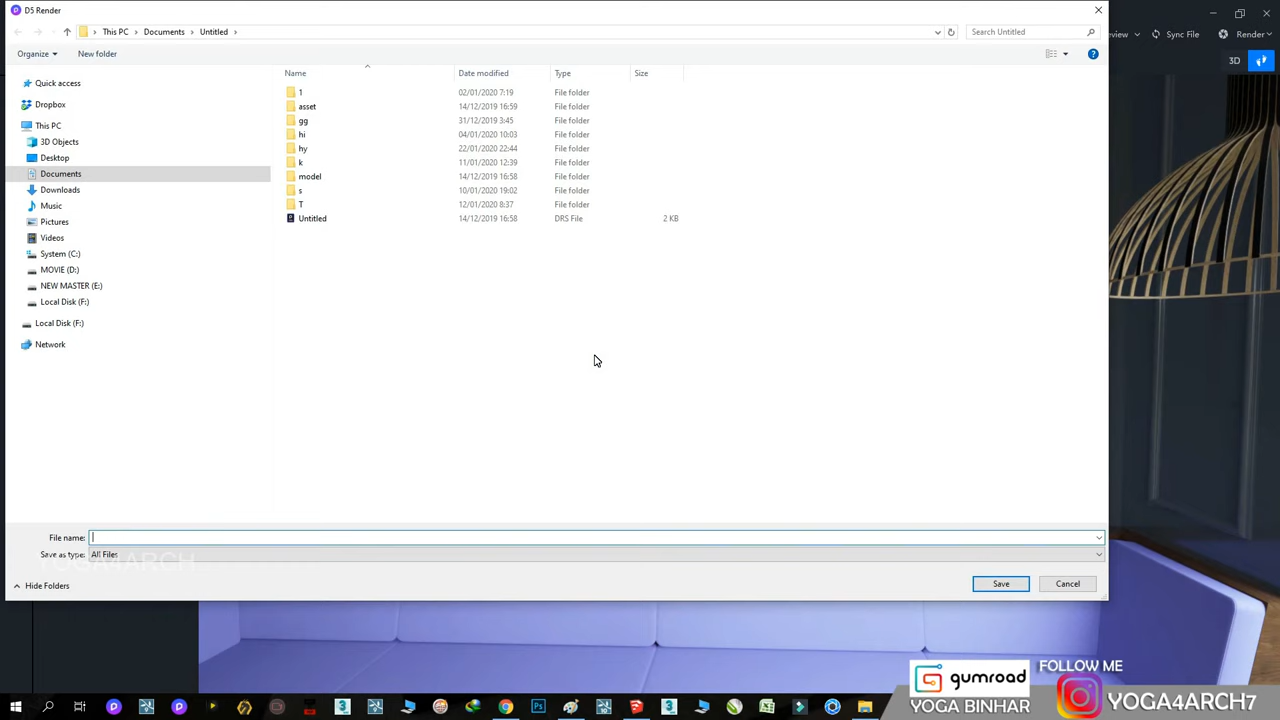 D5 Render
This PC Documents Untitled
Search Untitled
Organize
New folder
Name Date modified Type Size
Quick access
Dropbox
This PC
3D Objects
Desktop
Documents
Downloads
Music
Pictures
Videos
System (C:)
MOVIE (D:)
NEW MASTER (E:)
Local Disk (F:)
Local Disk (F:)
Network
1 02/01/2020 7:19 File folder
asset 14/12/2019 16:59 File folder
gg 31/12/2019 3:45 File folder
hi 04/01/2020 10:03 File folder
hy 22/01/2020 22:44 File folder
k 11/01/2020 12:39 File folder
model 14/12/2019 16:58 File folder
s 10/01/2020 19:02 File folder
T 12/01/2020 8:37 File folder
Untitled 14/12/2019 16:58 DRS File 2 KB
File name:
Save as type: All Files
YOGA4ARCH
Hide Folders
Save
Cancel
Sync File
Render
3D
gumroad
YOGA BINHAR
FOLLOW ME
YOGA4ARCH7